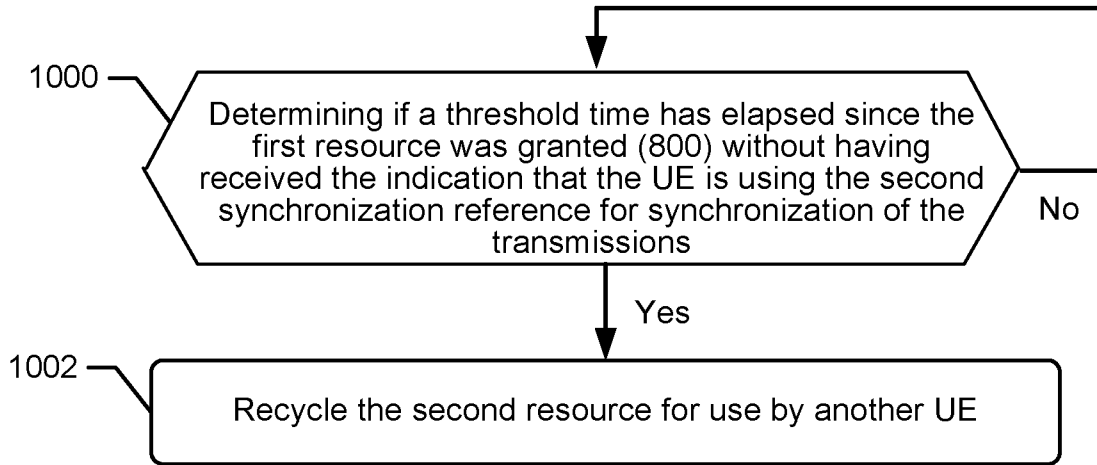 1000
Determining if a threshold time has elapsed since the
first resource was granted (800) without having
received the indication that the UE is using the second
synchronization reference for synchronization of the
transmissions
No
Yes
1002
Recycle the second resource for use by another UE